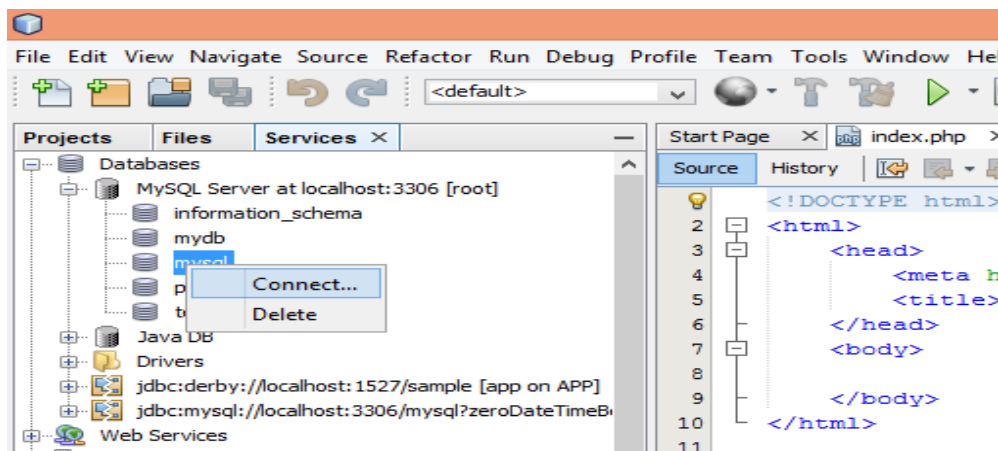 File Edit View Navigate Source Refactor Run Debug Profile Team Tools Window Hel
<default>
Projects Files Services
Start Page index.php
Databases
Source History
MySQL Server at localhost:3306 [root]
information_schema
mydb
mysql
Connect...
Delete
Java DB
Drivers
jdbc:derby://localhost:1527/sample [app on APP]
jdbc:mysql://localhost:3306/mysql?zeroDateTimeBe
Web Services
<!DOCTYPE html>
2 <html>
3 <head>
4 <meta h
5 <title>
6 </head>
7 <body>
8
9 </body>
10 </html>
11